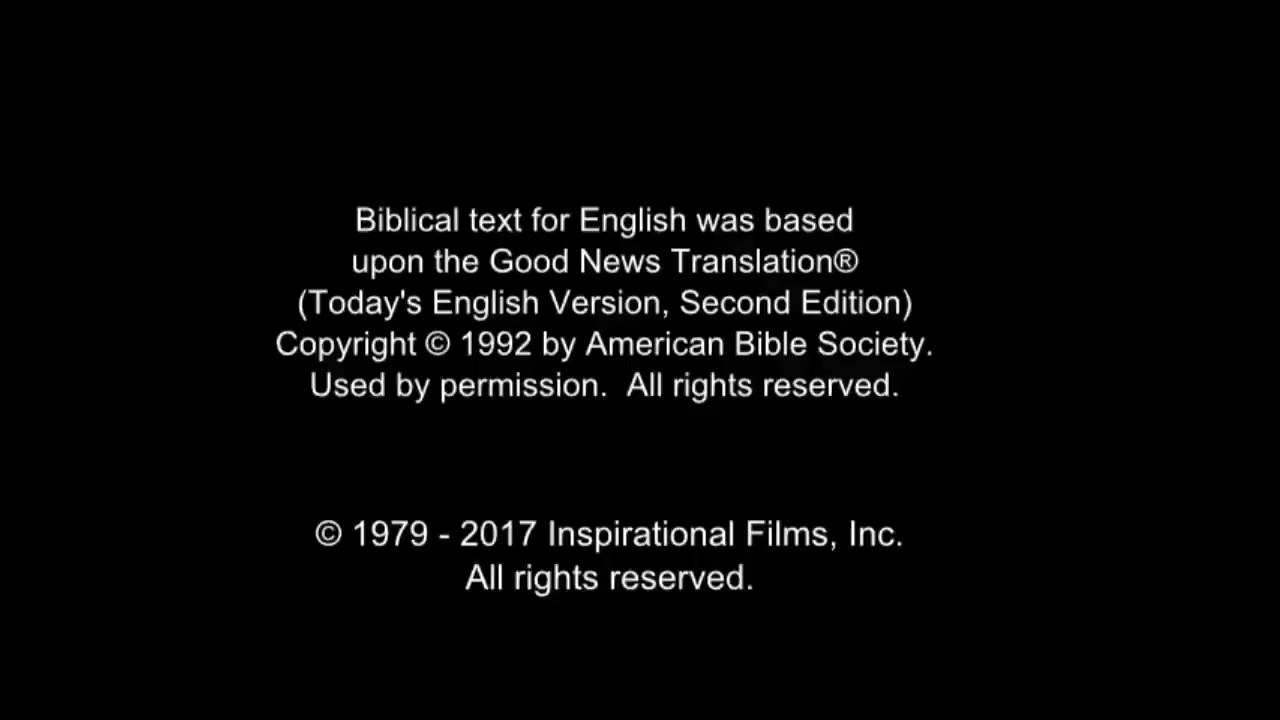 Biblical text for English was based
upon the Good News Translation®
(Today's English Version, Second Edition)
Copyright © 1992 by American Bible Society.
Used by permission.  All rights reserved.
© 1979 - 2017 Inspirational Films, Inc.
All rights reserved.